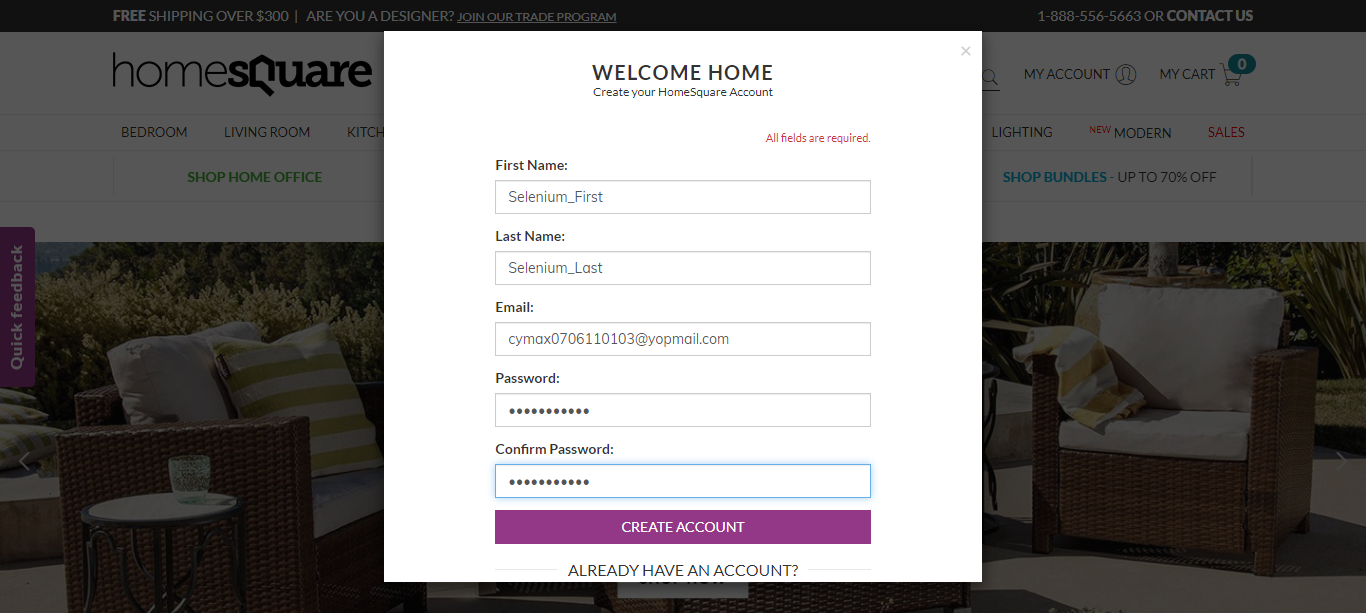 FREE SHIPPING OVER $300 | ARE YOU A DESIGNER? JOIN OUR TRADE PROGRAM
1-888-556-5663 OR CONTACT US
homesquare
MY ACCOUNT
MY CART
0
BEDROOM
LIVING ROOM
KITCH
LIGHTING
NEW MODERN
SALES
SHOP HOME OFFICE
SHOP BUNDLES - UP TO 70% OFF
Quick feedback
×
WELCOME HOME
Create your HomeSquare Account
All fields are required.
First Name:
Selenium_First
Last Name:
Selenium_Last
Email:
cymax0706110103@yopmail.com
Password:
•••••••••••
Confirm Password:
•••••••••••
CREATE ACCOUNT
ALREADY HAVE AN ACCOUNT?